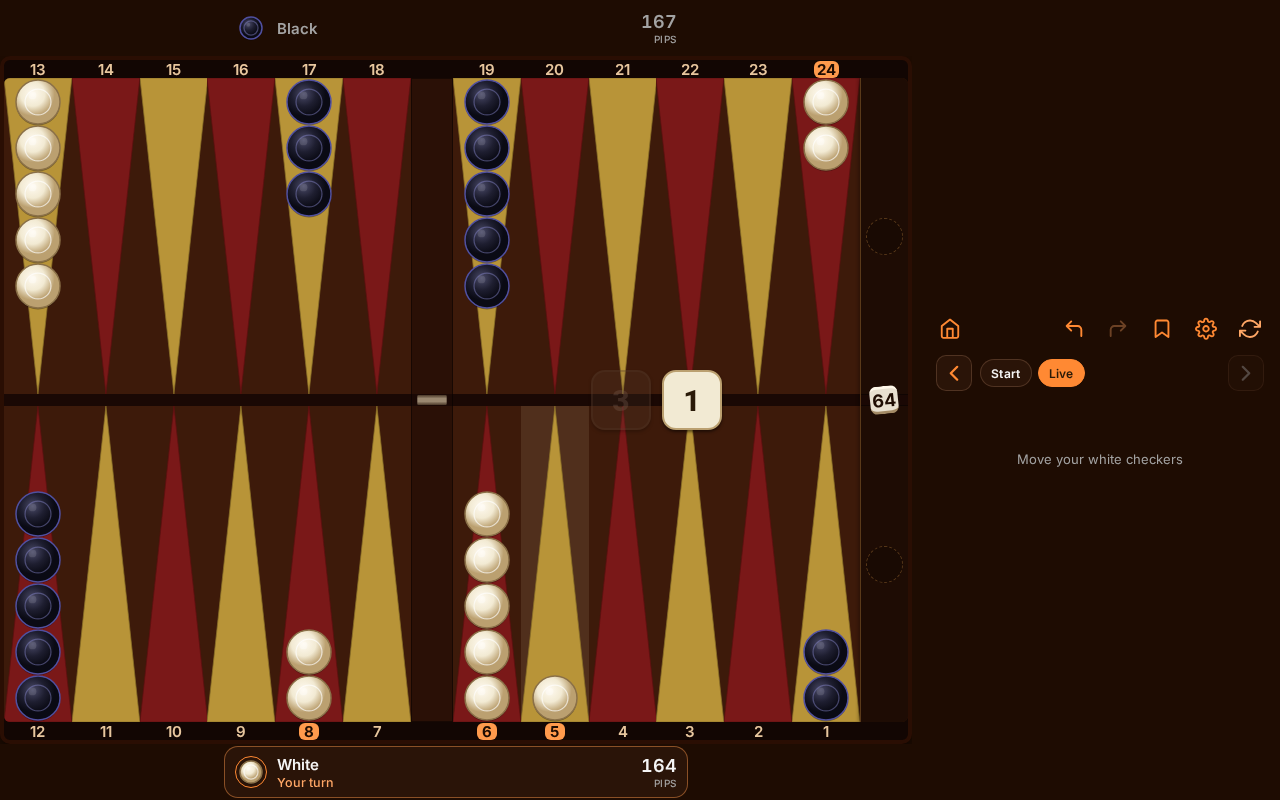 Black
167
PIPS
13 14 15 16 17 18 19 20 21 22 23 24
3 1
64
Start Live
Move your white checkers
12 11 10 9 8 7 6 5 4 3 2 1
White
Your turn
164
PIPS